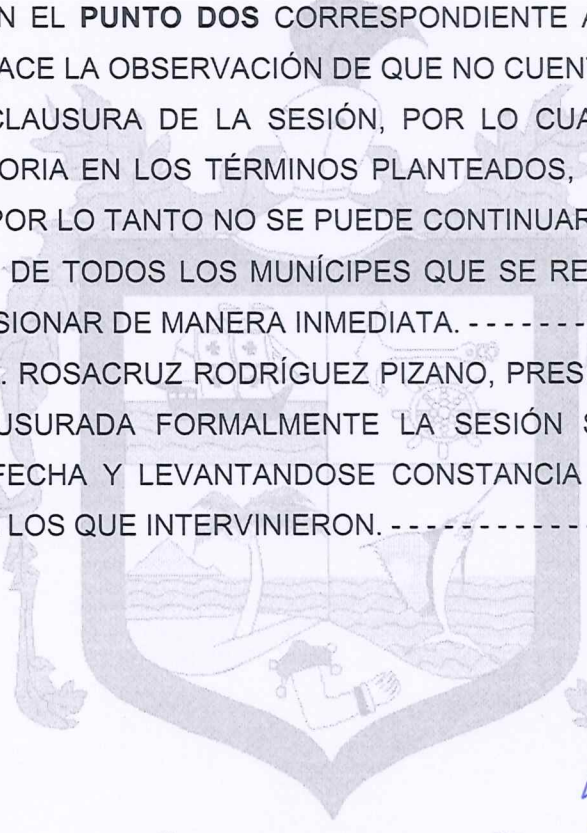 N EL PUNTO DOS CORRESPONDIENTE A
ACE LA OBSERVACIÓN DE QUE NO CUENT
CLAUSURA DE LA SESIÓN, POR LO CUA
ORIA EN LOS TÉRMINOS PLANTEADOS,
POR LO TANTO NO SE PUEDE CONTINUAR
DE TODOS LOS MUNÍCIPES QUE SE RE
SIONAR DE MANERA INMEDIATA. - - - - - - - -
. ROSACRUZ RODRÍGUEZ PIZANO, PRES
USURADA FORMALMENTE LA SESIÓN S
FECHA Y LEVANTANDOSE CONSTANCIA
LOS QUE INTERVINIERON. - - - - - - - - - - - -